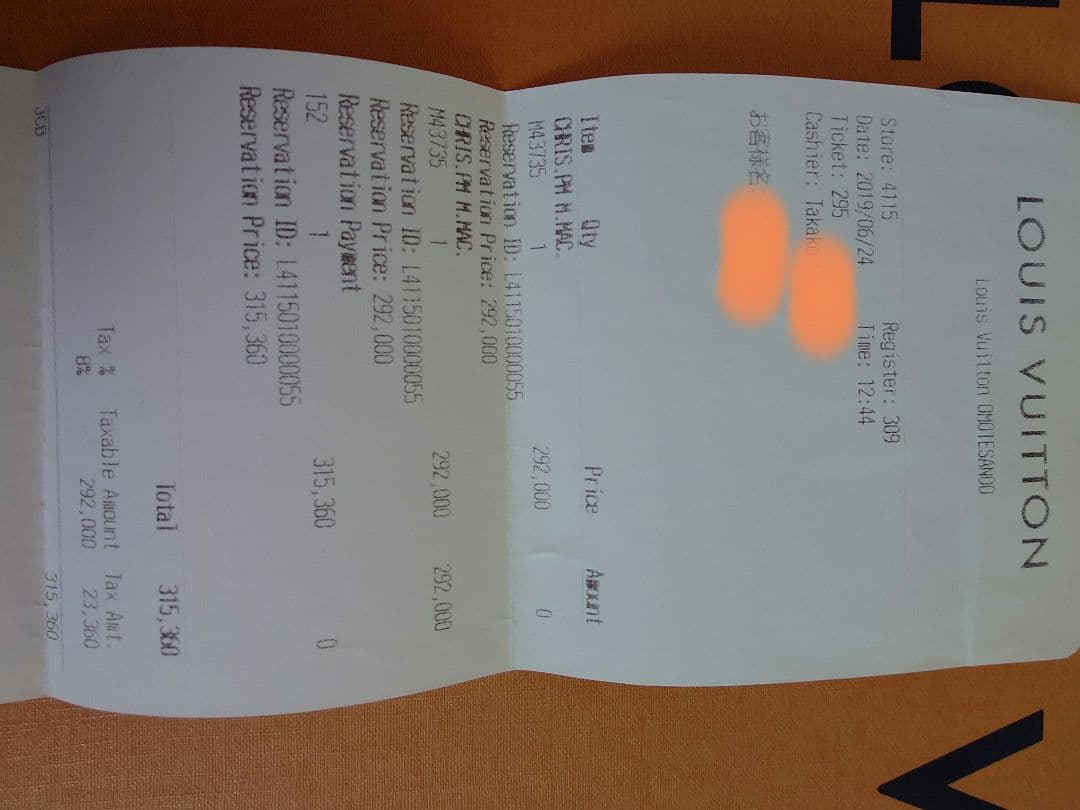 LOUIS VUITTON
Louis Vuitton OMOTESANDO
Store: 4115 Register: 309
Date: 2019/06/24 Time: 12:44
Ticket: 295
Cashier: Takak
お客様名
Item Qty Price Amount
CHRIS.PM M.MAC.
M43735 1 292,000 0
Reservation ID: L4115010000055
Reservation Price: 292,000
CHRIS.PM M.MAC.
M43735 1 292,000 292,000
Reservation ID: L4115010000055
Reservation Price: 292,000
Reservation Payment
152 1 315,360 0
Reservation ID: L4115010000055
Reservation Price: 315,360
Total 315,360
Tax % Taxable Amount Tax Amt.
8% 292,000 23,360
JCB 315,360
L
V